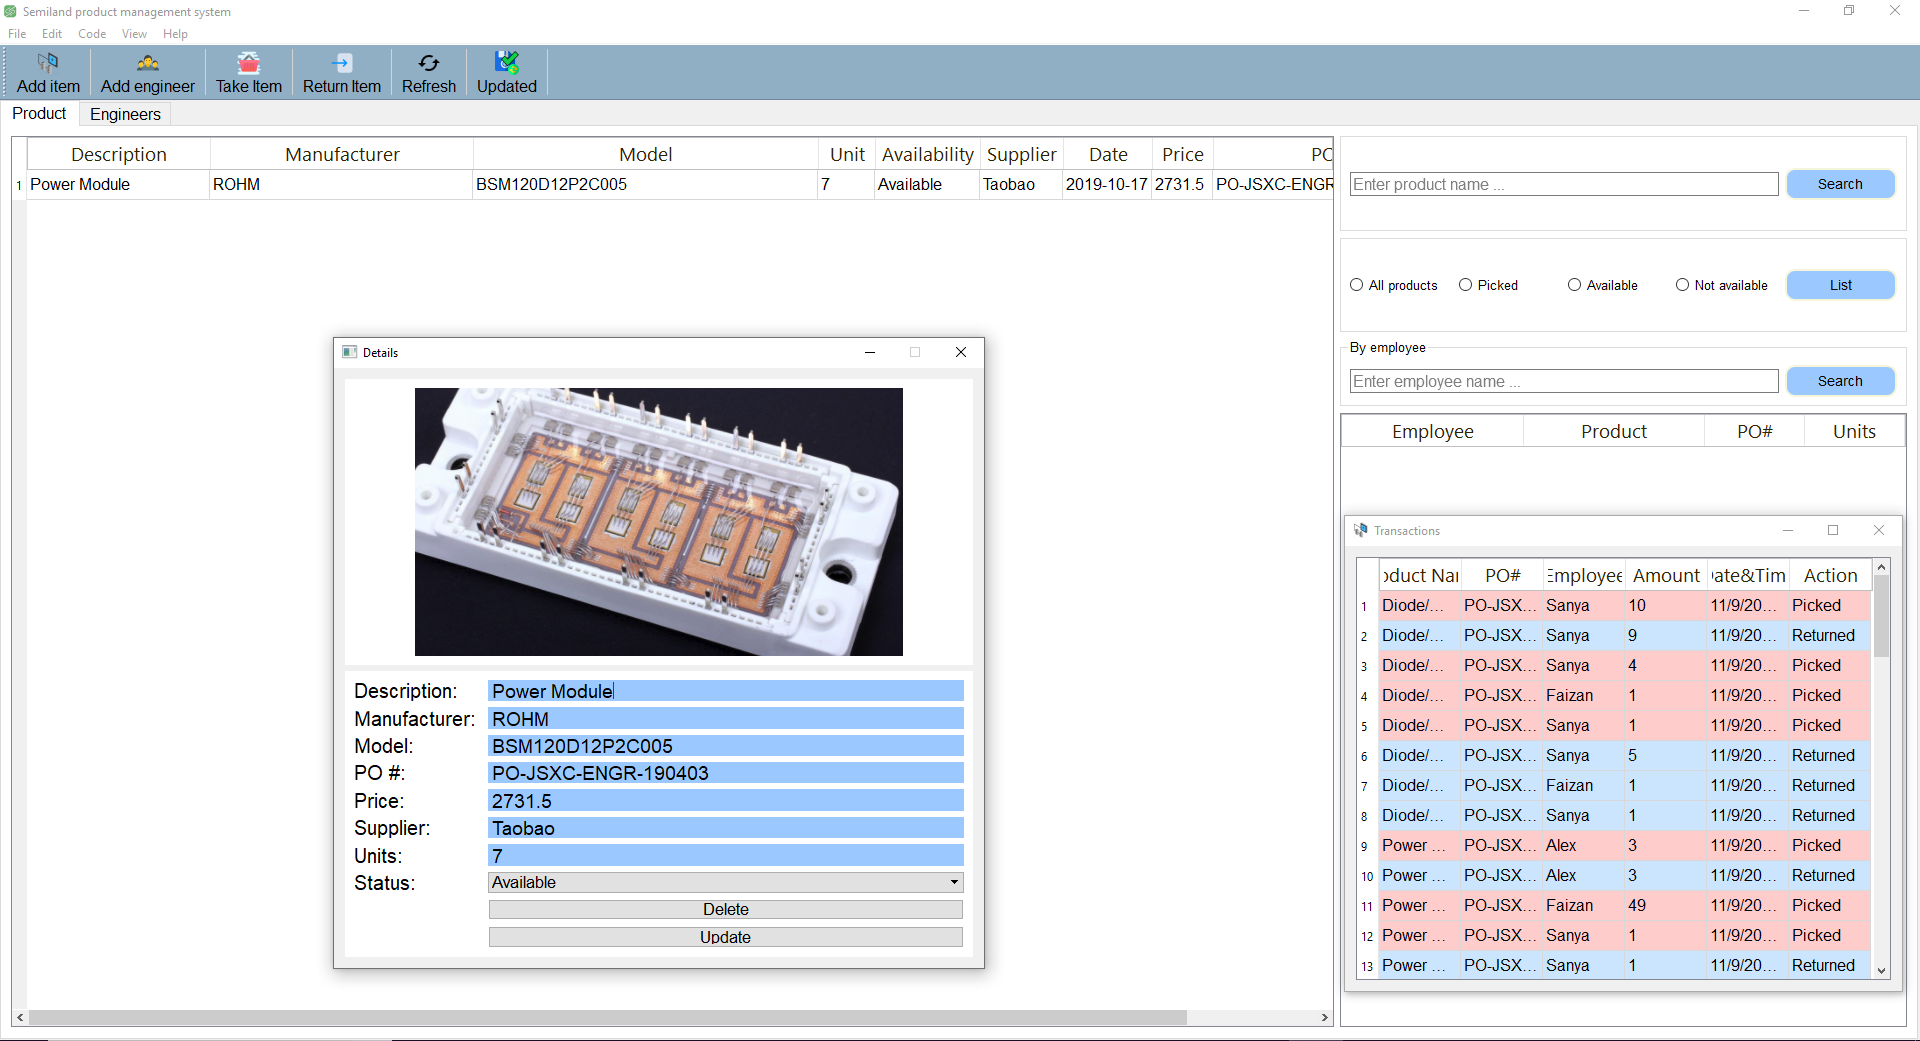 Semiland product management system
File Edit Code View Help
Add item Add engineer Take Item Return Item Refresh Updated
Product Engineers
Description Manufacturer Model Unit Availability Supplier Date Price PO
1 Power Module ROHM BSM120D12P2C005 7 Available Taobao 2019-10-17 2731.5 PO-JSXC-ENGR
Enter product name ... Search
All products Picked Available Not available List
By employee
Enter employee name ... Search
Employee Product PO# Units
Details
Description: Power Module
Manufacturer: ROHM
Model: BSM120D12P2C005
PO #: PO-JSXC-ENGR-190403
Price: 2731.5
Supplier: Taobao
Units: 7
Status: Available
Delete
Update
Transactions
oduct Nar PO# Employee Amount Date&Tim Action
1 Diode/... PO-JSX... Sanya 10 11/9/20... Picked
2 Diode/... PO-JSX... Sanya 9 11/9/20... Returned
3 Diode/... PO-JSX... Sanya 4 11/9/20... Picked
4 Diode/... PO-JSX... Faizan 1 11/9/20... Picked
5 Diode/... PO-JSX... Sanya 1 11/9/20... Picked
6 Diode/... PO-JSX... Sanya 5 11/9/20... Returned
7 Diode/... PO-JSX... Faizan 1 11/9/20... Returned
8 Diode/... PO-JSX... Sanya 1 11/9/20... Returned
9 Power ... PO-JSX... Alex 3 11/9/20... Picked
10 Power ... PO-JSX... Alex 3 11/9/20... Returned
11 Power ... PO-JSX... Faizan 49 11/9/20... Picked
12 Power ... PO-JSX... Sanya 1 11/9/20... Picked
13 Power ... PO-JSX... Sanya 1 11/9/20... Returned